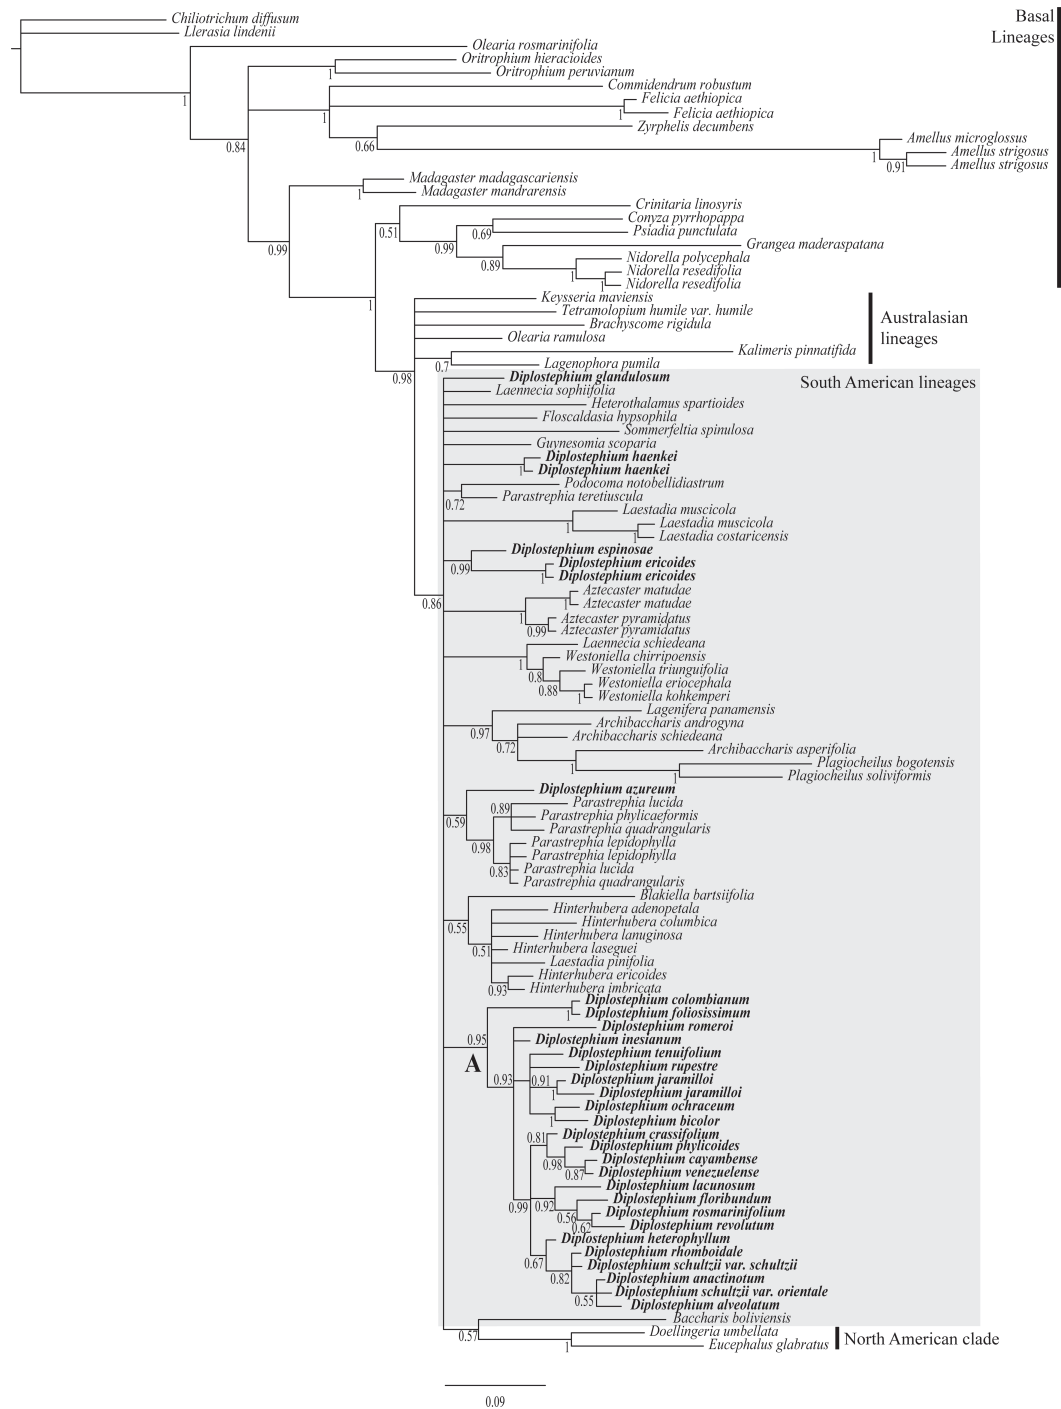 Chiliotrichum diffusum
Basal
Llerasia lindenii
Lineages
Olearia rosmarinifolia
Oritrophium hieracioides
1
Oritrophium peruvianum
Commidendrum robustum
1
Felicia aethiopica
1
1
Felicia aethiopica
Zyrphelis decumbens
0.84
0.66
Amellus microglossus
1
Amellus strigosus
0.91
Amellus strigosus
Madagaster madagascariensis
1
Madagaster mandrarensis
Crinitaria linosyris
Conyza pyrrhopappa
0.51
0.69
Psiadia punctulata
0.99
0.99
Grangea maderaspatana
Nidorella polycephala
0.89
Nidorella resedifolia
1
1
Nidorella resedifolia
Keysseria maviensis
1
Tetramolopium humile var. humile
Australasian
Brachyscome rigidula
lineages
Olearia ramulosa
Kalimeris pinnatifida
0.7
Lagenophora pumila
0.98
Diplostephium glandulosum
South American lineages
Laennecia sophiifolia
Heterothalamus spartioides
Floscaldasia hypsophila
Sommerfeltia spinulosa
Guynesomia scoparia
Diplostephium haenkei
1
Diplostephium haenkei
Podocoma notobellidiastrum
Parastrephia teretiuscula
0.72
Laestadia muscicola
1
Laestadia muscicola
1
Laestadia costaricensis
Diplostephium espinosae
Diplostephium ericoides
0.99
1
Diplostephium ericoides
Aztecaster matudae
0.86
1
Aztecaster matudae
1
Aztecaster pyramidatus
0.99
Aztecaster pyramidatus
Laennecia schiedeana
Westoniella chirripoensis
1
Westoniella triunguifolia
0.8
Westoniella eriocephala
0.88
1
Westoniella kohkemperi
Lagenifera panamensis
Archibaccharis androgyna
0.97
Archibaccharis schiedeana
0.72
Archibaccharis asperifolia
Plagiocheilus bogotensis
1
1
Plagiocheilus soliviformis
Diplostephium azureum
Parastrephia lucida
0.89
Parastrephia phylicaeformis
0.59
Parastrephia quadrangularis
Parastrephia lepidophylla
0.98
Parastrephia lepidophylla
0.83
Parastrephia lucida
Parastrephia quadrangularis
Blakiella bartsiifolia
Hinterhubera adenopetala
Hinterhubera columbica
0.55
Hinterhubera lanuginosa
Hinterhubera laseguei
0.51
Laestadia pinifolia
Hinterhubera ericoides
0.93
Hinterhubera imbricata
Diplostephium colombianum
1
Diplostephium foliosissimum
Diplostephium romeroi
0.95
Diplostephium inesianum
Diplostephium tenuifolium
A
Diplostephium rupestre
0.93
0.91
Diplostephium jaramilloi
1
Diplostephium jaramilloi
Diplostephium ochraceum
1
Diplostephium bicolor
0.81
Diplostephium crassifolium
Diplostephium phylicoides
Diplostephium cayambense
0.98
0.87
Diplostephium venezuelense
Diplostephium lacunosum
Diplostephium floribundum
0.99
0.92
Diplostephium rosmarinifolium
0.56
0.62
Diplostephium revolutum
Diplostephium heterophyllum
Diplostephium rhomboidale
0.67
Diplostephium schultzii var. schultzii
0.82
Diplostephium anactinotum
Diplostephium schultzii var. orientale
0.55
Diplostephium alveolatum
Baccharis boliviensis
0.57
Doellingeria umbellata
North American clade
1
Eucephalus glabratus
0.09